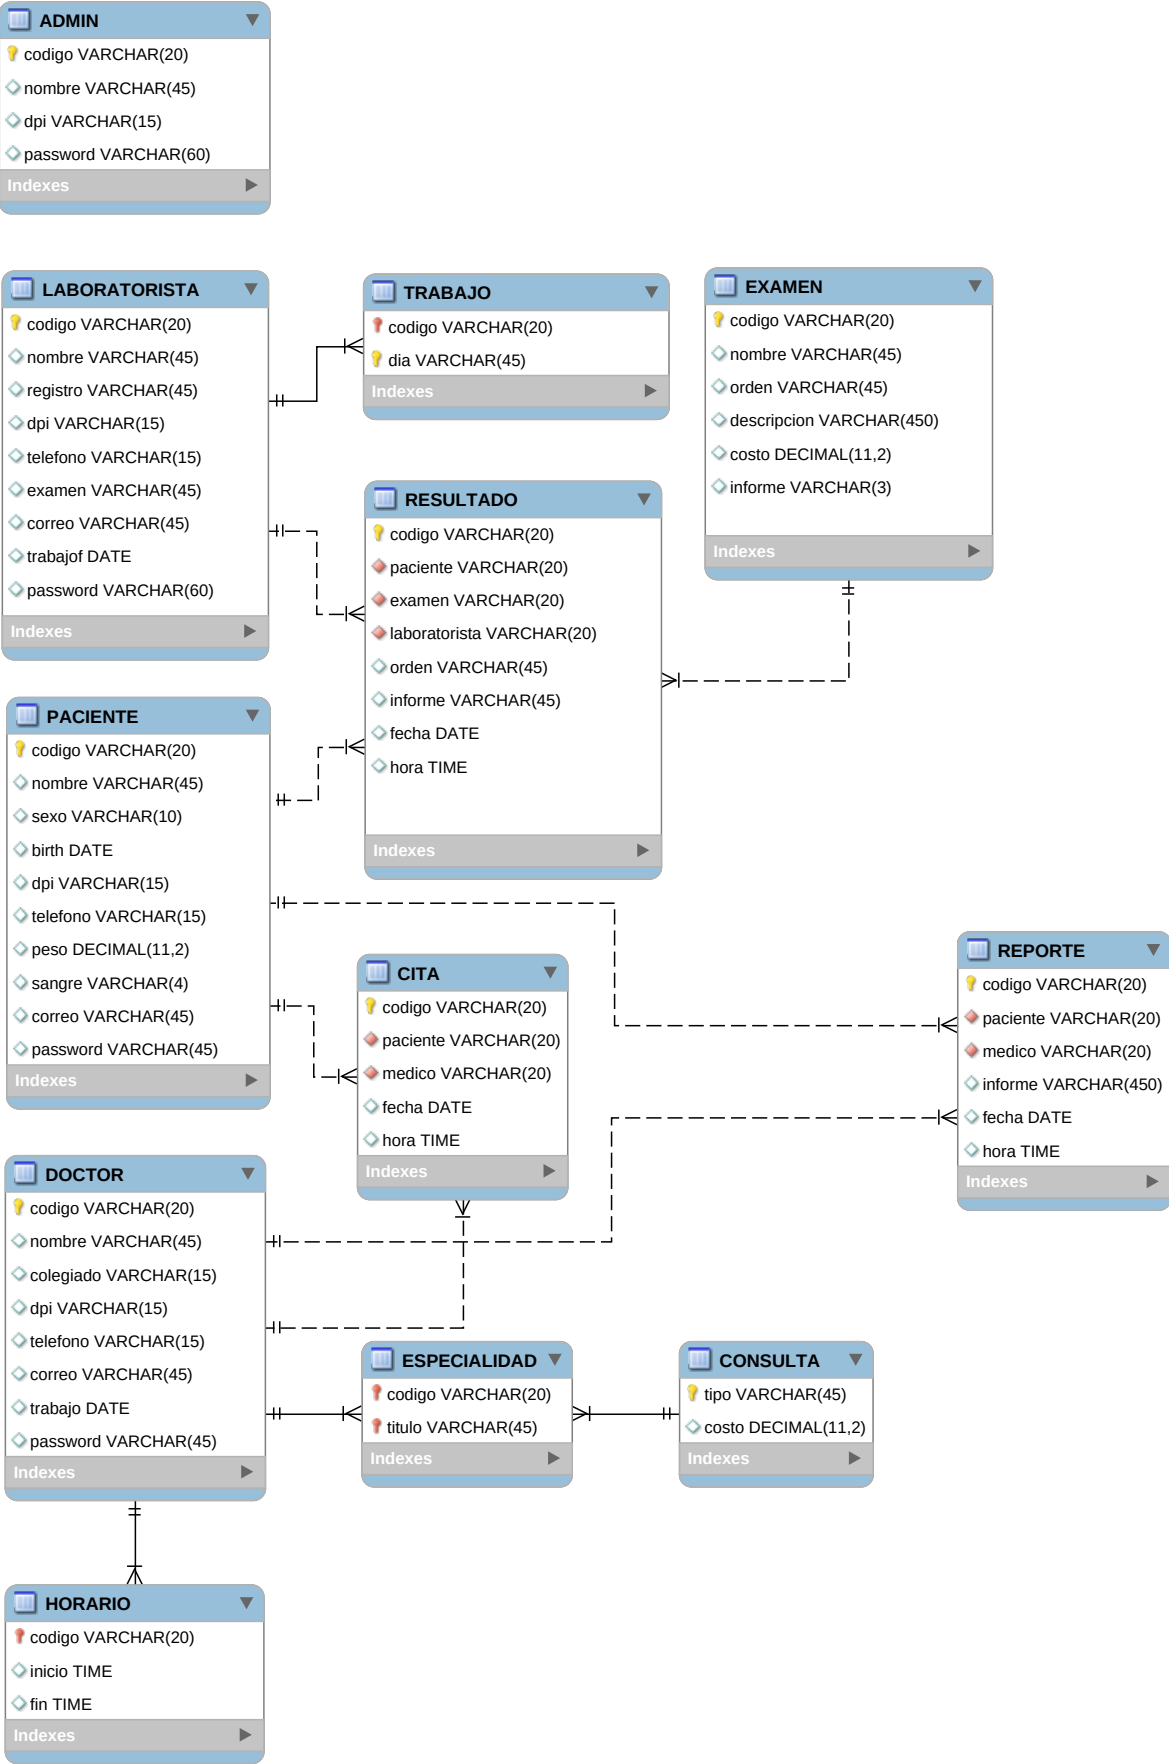 ADMIN
codigo VARCHAR(20)
nombre VARCHAR(45)
dpi VARCHAR(15)
password VARCHAR(60)
Indexes
LABORATORISTA
codigo VARCHAR(20)
nombre VARCHAR(45)
registro VARCHAR(45)
dpi VARCHAR(15)
telefono VARCHAR(15)
examen VARCHAR(45)
correo VARCHAR(45)
trabajof DATE
password VARCHAR(60)
Indexes
TRABAJO
codigo VARCHAR(20)
dia VARCHAR(45)
Indexes
EXAMEN
codigo VARCHAR(20)
nombre VARCHAR(45)
orden VARCHAR(45)
descripcion VARCHAR(450)
costo DECIMAL(11,2)
informe VARCHAR(3)
Indexes
RESULTADO
codigo VARCHAR(20)
paciente VARCHAR(20)
examen VARCHAR(20)
laboratorista VARCHAR(20)
orden VARCHAR(45)
informe VARCHAR(45)
fecha DATE
hora TIME
Indexes
PACIENTE
codigo VARCHAR(20)
nombre VARCHAR(45)
sexo VARCHAR(10)
birth DATE
dpi VARCHAR(15)
telefono VARCHAR(15)
peso DECIMAL(11,2)
sangre VARCHAR(4)
correo VARCHAR(45)
password VARCHAR(45)
Indexes
CITA
codigo VARCHAR(20)
paciente VARCHAR(20)
medico VARCHAR(20)
fecha DATE
hora TIME
Indexes
REPORTE
codigo VARCHAR(20)
paciente VARCHAR(20)
medico VARCHAR(20)
informe VARCHAR(450)
fecha DATE
hora TIME
Indexes
DOCTOR
codigo VARCHAR(20)
nombre VARCHAR(45)
colegiado VARCHAR(15)
dpi VARCHAR(15)
telefono VARCHAR(15)
correo VARCHAR(45)
trabajo DATE
password VARCHAR(45)
Indexes
ESPECIALIDAD
codigo VARCHAR(20)
titulo VARCHAR(45)
Indexes
CONSULTA
tipo VARCHAR(45)
costo DECIMAL(11,2)
Indexes
HORARIO
codigo VARCHAR(20)
inicio TIME
fin TIME
Indexes